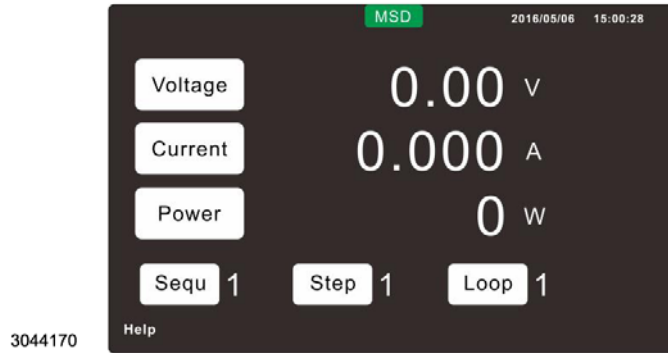 MSD 2016/05/06 15:00:28
Voltage 0.00 V
Current 0.000 A
Power 0 W
Sequ 1 Step 1 Loop 1
Help
3044170